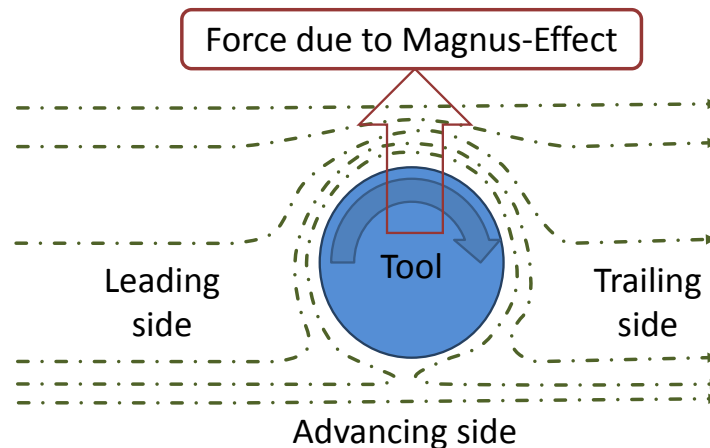 Force due to Magnus-Effect
Tool
Leading
side
Trailing
side
Advancing side